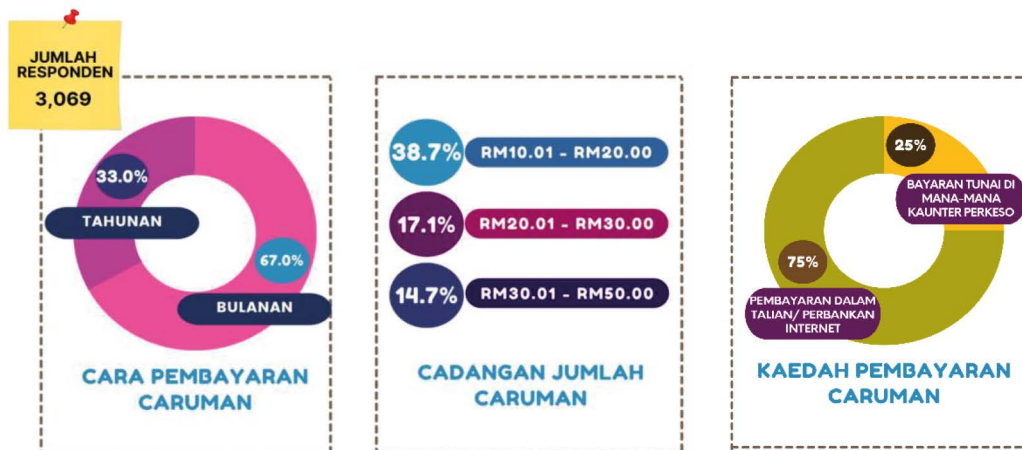 JUMLAH
RESPONDEN
3,069
33.0%
TAHUNAN
67.0%
BULANAN
CARA PEMBAYARAN
CARUMAN
38.7% RM10.01 - RM20.00
17.1% RM20.01 - RM30.00
14.7% RM30.01 - RM50.00
CADANGAN JUMLAH
CARUMAN
25%
BAYARAN TUNAI DI
MANA-MANA
KAUNTER PERKESO
75%
PEMBAYARAN DALAM
TALIAN/ PERBANKAN
INTERNET
KAEDAH PEMBAYARAN
CARUMAN